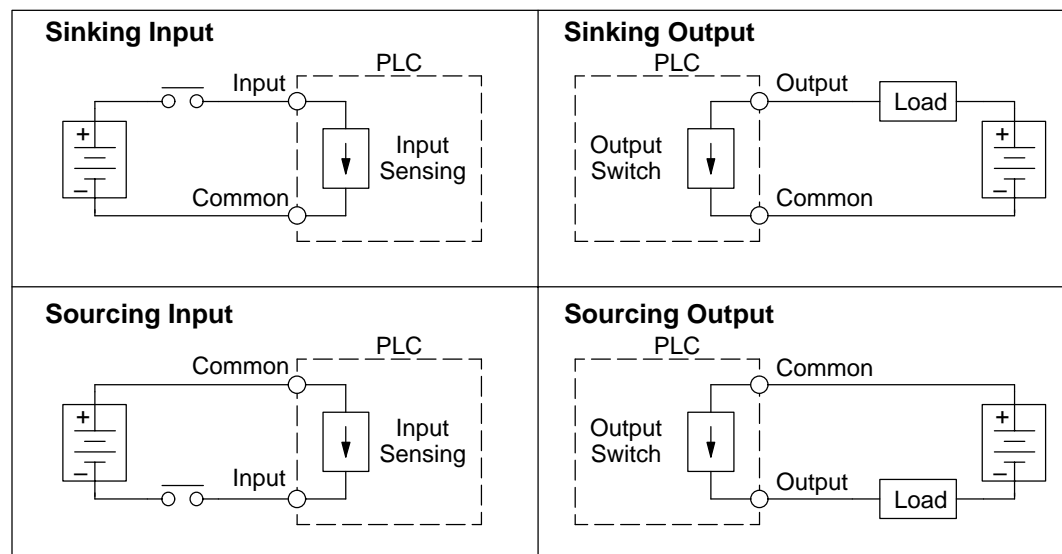 Sinking Input
PLC
Input
+
−
Input
Sensing
Common
Sinking Output
PLC
Output
Load
Output
Switch
+
−
Common
Sourcing Input
PLC
Common
+
−
Input
Sensing
Input
Sourcing Output
PLC
Common
Output
Switch
+
−
Output
Load